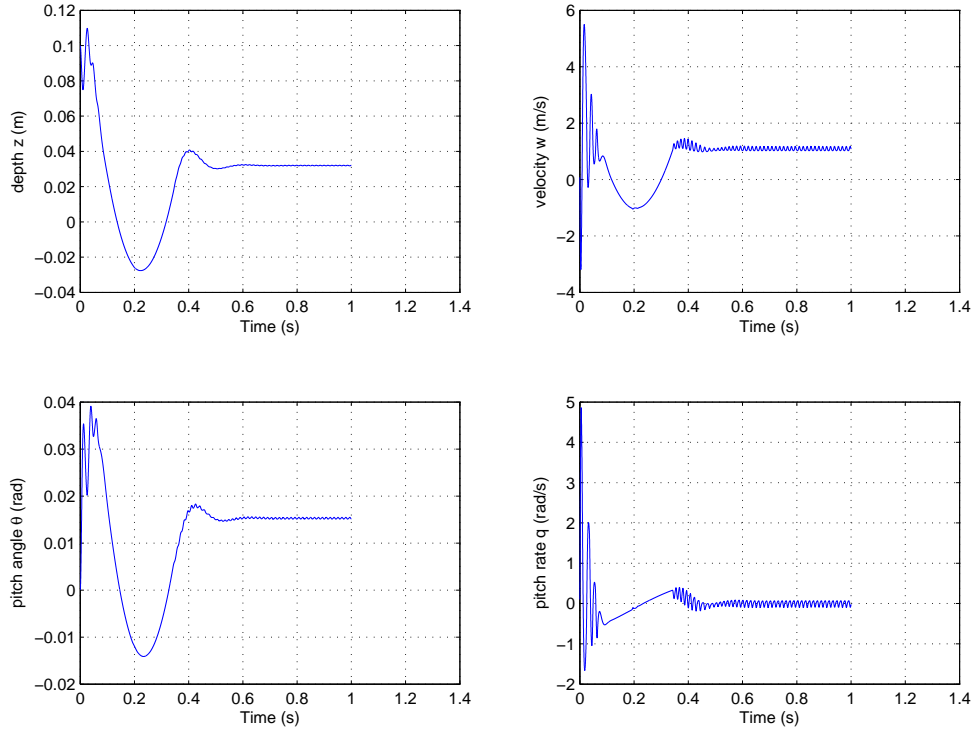 0.12
0.1
0.08
0.06
0.04
0.02
0
−0.02
−0.04
depth z (m)
0 0.2 0.4 0.6 0.8 1 1.2 1.4
Time (s)
6
4
2
0
−2
−4
velocity w (m/s)
0 0.2 0.4 0.6 0.8 1 1.2 1.4
Time (s)
0.04
0.03
0.02
0.01
0
−0.01
−0.02
pitch angle θ (rad)
0 0.2 0.4 0.6 0.8 1 1.2 1.4
Time (s)
5
4
3
2
1
0
−1
−2
pitch rate q (rad/s)
0 0.2 0.4 0.6 0.8 1 1.2 1.4
Time (s)